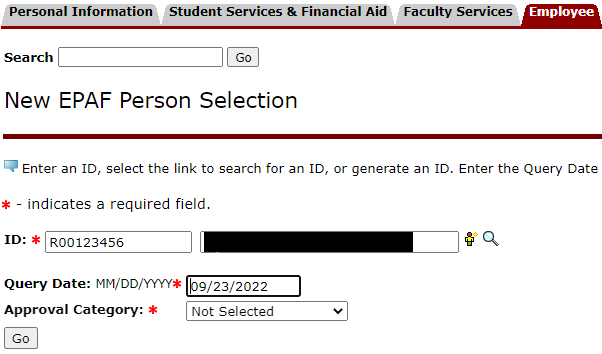 Personal Information Student Services & Financial Aid Faculty Services Employee
Search Go
New EPAF Person Selection
Enter an ID, select the link to search for an ID, or generate an ID. Enter the Query Date
* - indicates a required field.
ID: * R00123456
Query Date: MM/DD/YYYY* 09/23/2022
Approval Category: * Not Selected
Go